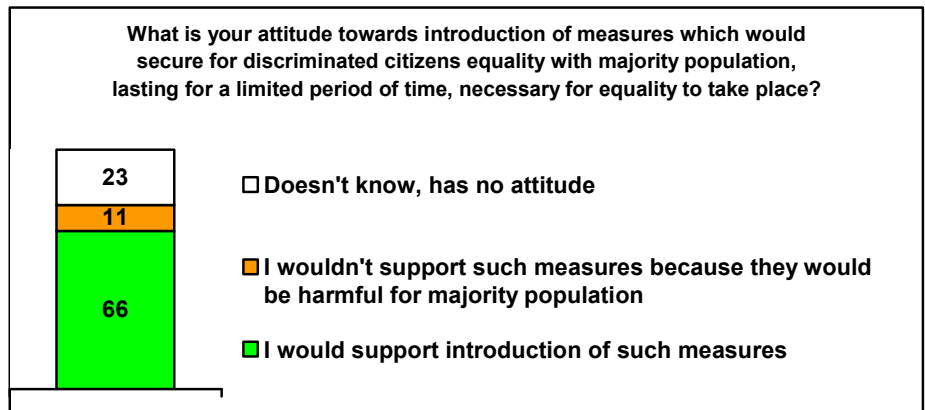 What is your attitude towards introduction of measures which would
secure for discriminated citizens equality with majority population,
lasting for a limited period of time, necessary for equality to take place?
23
Doesn't know, has no attitude
11
I wouldn't support such measures because they would
be harmful for majority population
66
I would support introduction of such measures